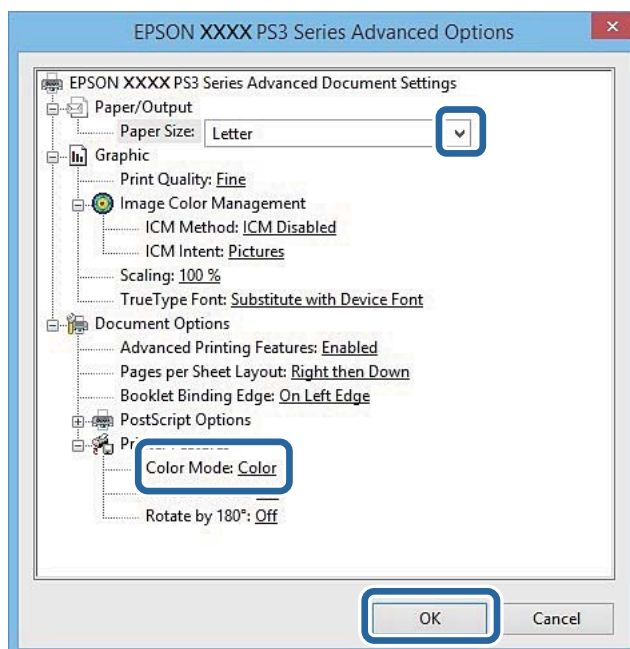 EPSON XXXX PS3 Series Advanced Options
EPSON XXXX PS3 Series Advanced Document Settings
Paper/Output
Paper Size: Letter
Graphic
Print Quality: Fine
Image Color Management
ICM Method: ICM Disabled
ICM Intent: Pictures
Scaling: 100 %
TrueType Font: Substitute with Device Font
Document Options
Advanced Printing Features: Enabled
Pages per Sheet Layout: Right then Down
Booklet Binding Edge: On Left Edge
PostScript Options
Color Mode: Color
Rotate by 180°: Off
OK Cancel